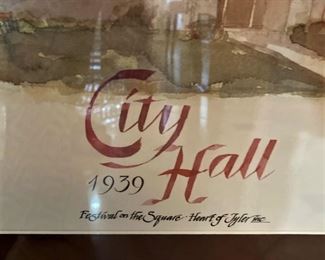 City
1939 Hall
Festival on the Square · Heart of Tyler Inc